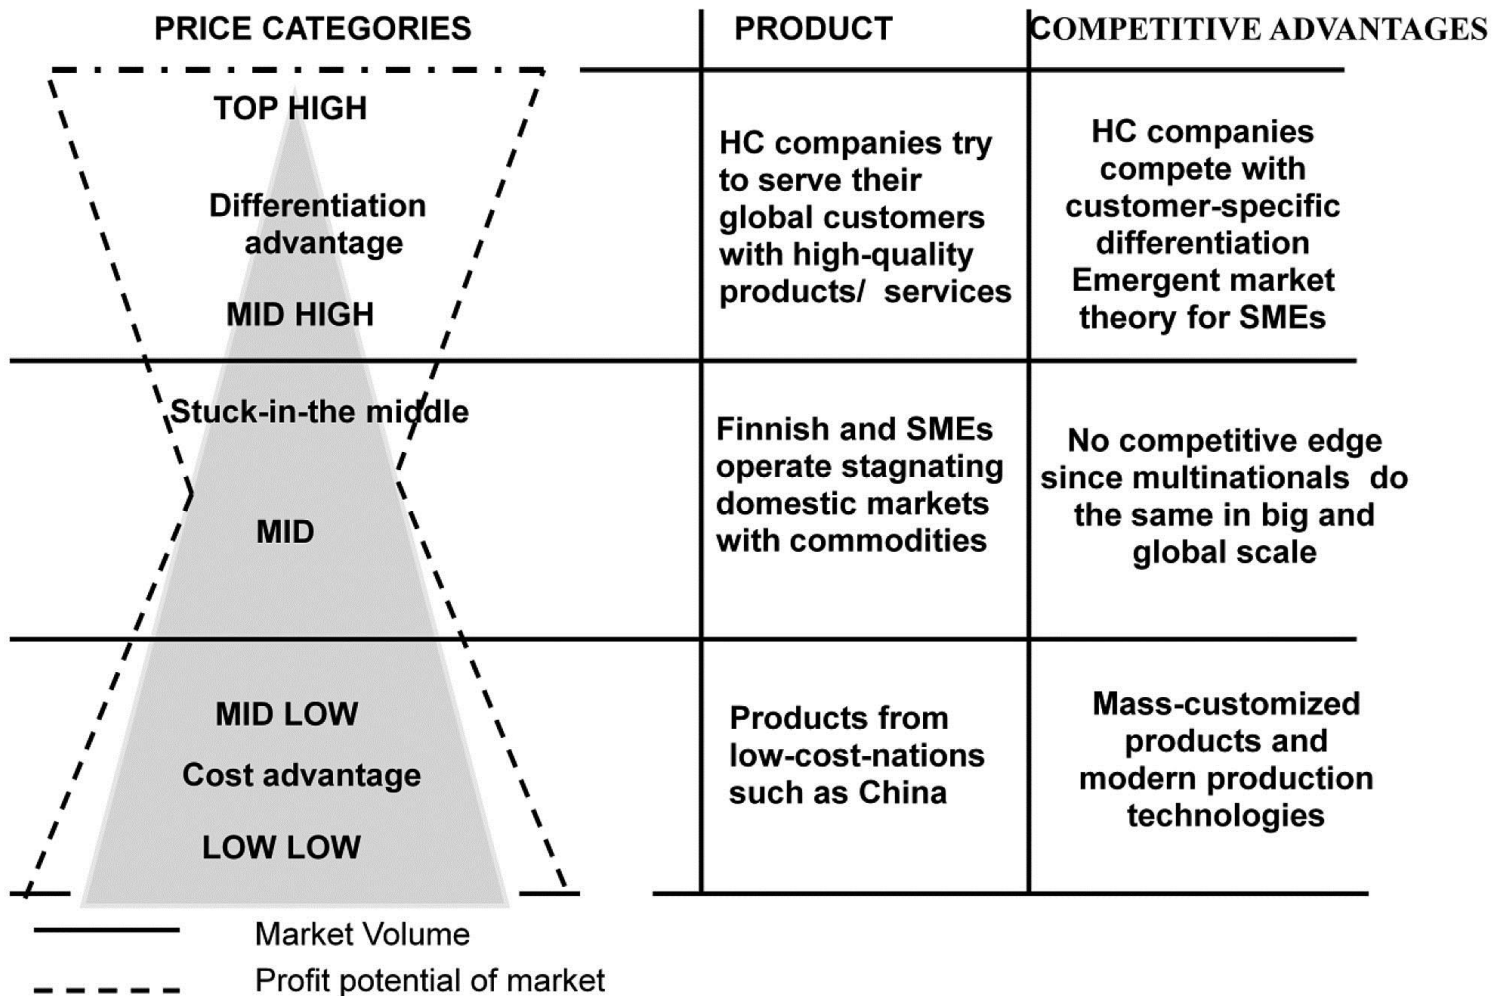 PRICE CATEGORIES
PRODUCT
COMPETITIVE ADVANTAGES
TOP HIGH
Differentiation
advantage
MID HIGH
HC companies try
to serve their
global customers
with high-quality
products/ services
HC companies
compete with
customer-specific
differentiation
Emergent market
theory for SMEs
Stuck-in-the middle
MID
Finnish and SMEs
operate stagnating
domestic markets
with commodities
No competitive edge
since multinationals do
the same in big and
global scale
MID LOW
Cost advantage
LOW LOW
Products from
low-cost-nations
such as China
Mass-customized
products and
modern production
technologies
Market Volume
Profit potential of market